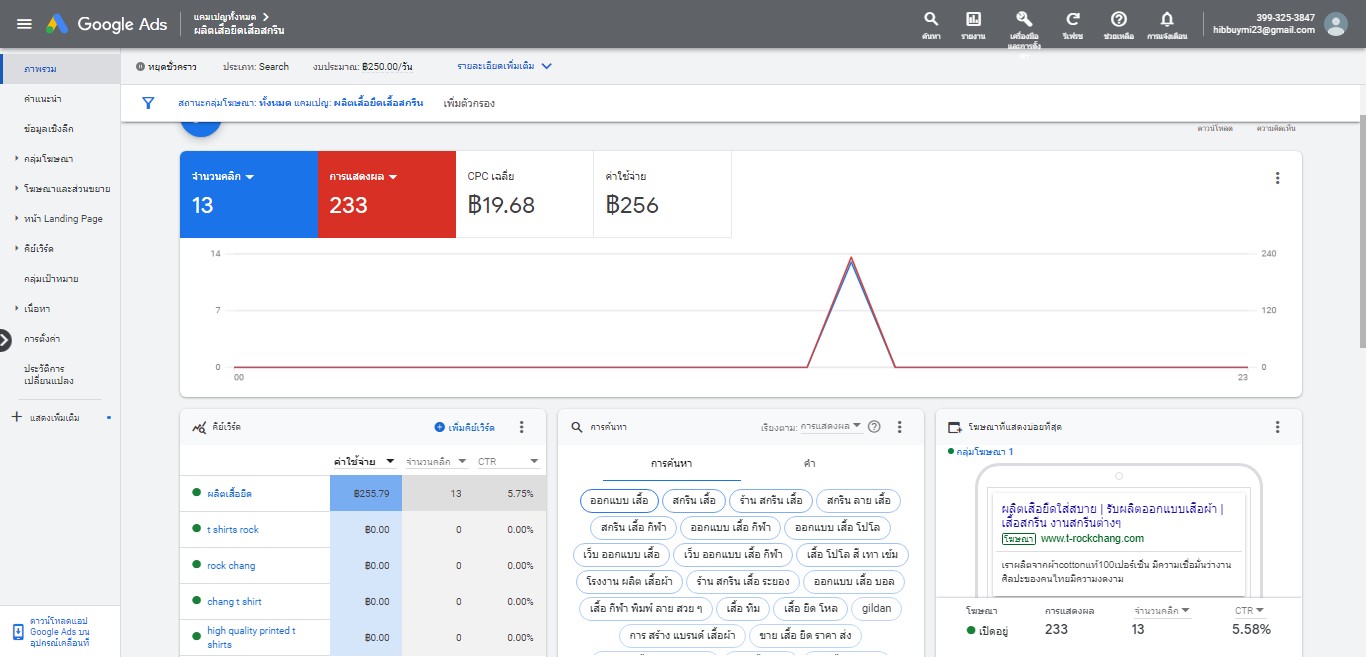 Google Ads
แคมเปญทั้งหมด
ผลิตเสื้อยืดเสื้อสกรีน
ค้นหา
รายงาน
เครื่องมือ
และการตั้ง
รีเฟรช
ช่วยเหลือ
การแจ้งเตือน
399-325-3847
hibbuymi23@gmail.com
ภาพรวม
คำแนะนำ
ข้อมูลเชิงลึก
กลุ่มโฆษณา
โฆษณาและส่วนขยาย
หน้า Landing Page
คีย์เวิร์ด
กลุ่มเป้าหมาย
เนื้อหา
การตั้งค่า
ประวัติการ
เปลี่ยนแปลง
แสดงเพิ่มเติม
ดาวน์โหลดแอป
Google Ads บน
อุปกรณ์เคลื่อนที่
หยุดชั่วคราว ประเภท: Search งบประมาณ: ฿250.00/วัน รายละเอียดเพิ่มเติม
สถานะกลุ่มโฆษณา: ทั้งหมด แคมเปญ: ผลิตเสื้อยืดเสื้อสกรีน เพิ่มตัวกรอง
ดาวน์โหลด ความคิดเห็น
จำนวนคลิก การแสดงผล CPC เฉลี่ย ค่าใช้จ่าย
13 233 ฿19.68 ฿256
14 240
7 120
0 0
00 23
คีย์เวิร์ด เพิ่มคีย์เวิร์ด
ค่าใช้จ่าย จำนวนคลิก CTR
ผลิตเสื้อยืด ฿255.79 13 5.75%
t shirts rock ฿0.00 0 0.00%
rock chang ฿0.00 0 0.00%
chang t shirt ฿0.00 0 0.00%
high quality printed t
shirts ฿0.00 0 0.00%
การค้นหา เรียงตาม: การแสดงผล
การค้นหา คำ
ออกแบบ เสื้อ สกรีน เสื้อ ร้าน สกรีน เสื้อ สกรีน ลาย เสื้อ
สกรีน เสื้อ กีฬา ออกแบบ เสื้อ กีฬา ออกแบบ เสื้อ โปโล
เว็บ ออกแบบ เสื้อ เว็บ ออกแบบ เสื้อ กีฬา เสื้อ โปโล สี เทา เข้ม
โรงงาน ผลิต เสื้อผ้า ร้าน สกรีน เสื้อ ระยอง ออกแบบ เสื้อ บอล
เสื้อ กีฬา พิมพ์ ลาย สวย ๆ เสื้อ ทีม เสื้อ ยืด โหล gildan
การ สร้าง แบรนด์ เสื้อผ้า ขาย เสื้อ ยืด ราคา ส่ง
โฆษณาที่แสดงบ่อยที่สุด
กลุ่มโฆษณา 1
ผลิตเสื้อยืดใส่สบาย | รับผลิตออกแบบเสื้อผ้า |
เสื้อสกรีน งานสกรีนต่างๆ
โฆษณา www.t-rockchang.com
เราผลิตจากผ้าcottonแท้100เปอร์เซ็น มีความเชื่อมั่นว่างาน
ศิลปะของคนไทยมีความงดงาม
โฆษณา การแสดงผล จำนวนคลิก CTR
เปิดอยู่ 233 13 5.58%